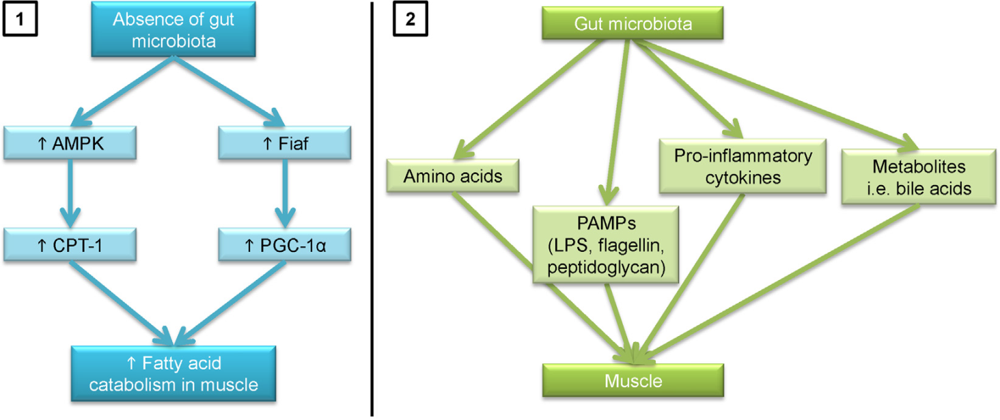 1
Absence of gut
microbiota
↑ AMPK
↑ Fiaf
↑ CPT-1
↑ PGC-1α
↑ Fatty acid
catabolism in muscle
2
Gut microbiota
Amino acids
PAMPs
(LPS, flagellin,
peptidoglycan)
Pro-inflammatory
cytokines
Metabolites
i.e. bile acids
Muscle